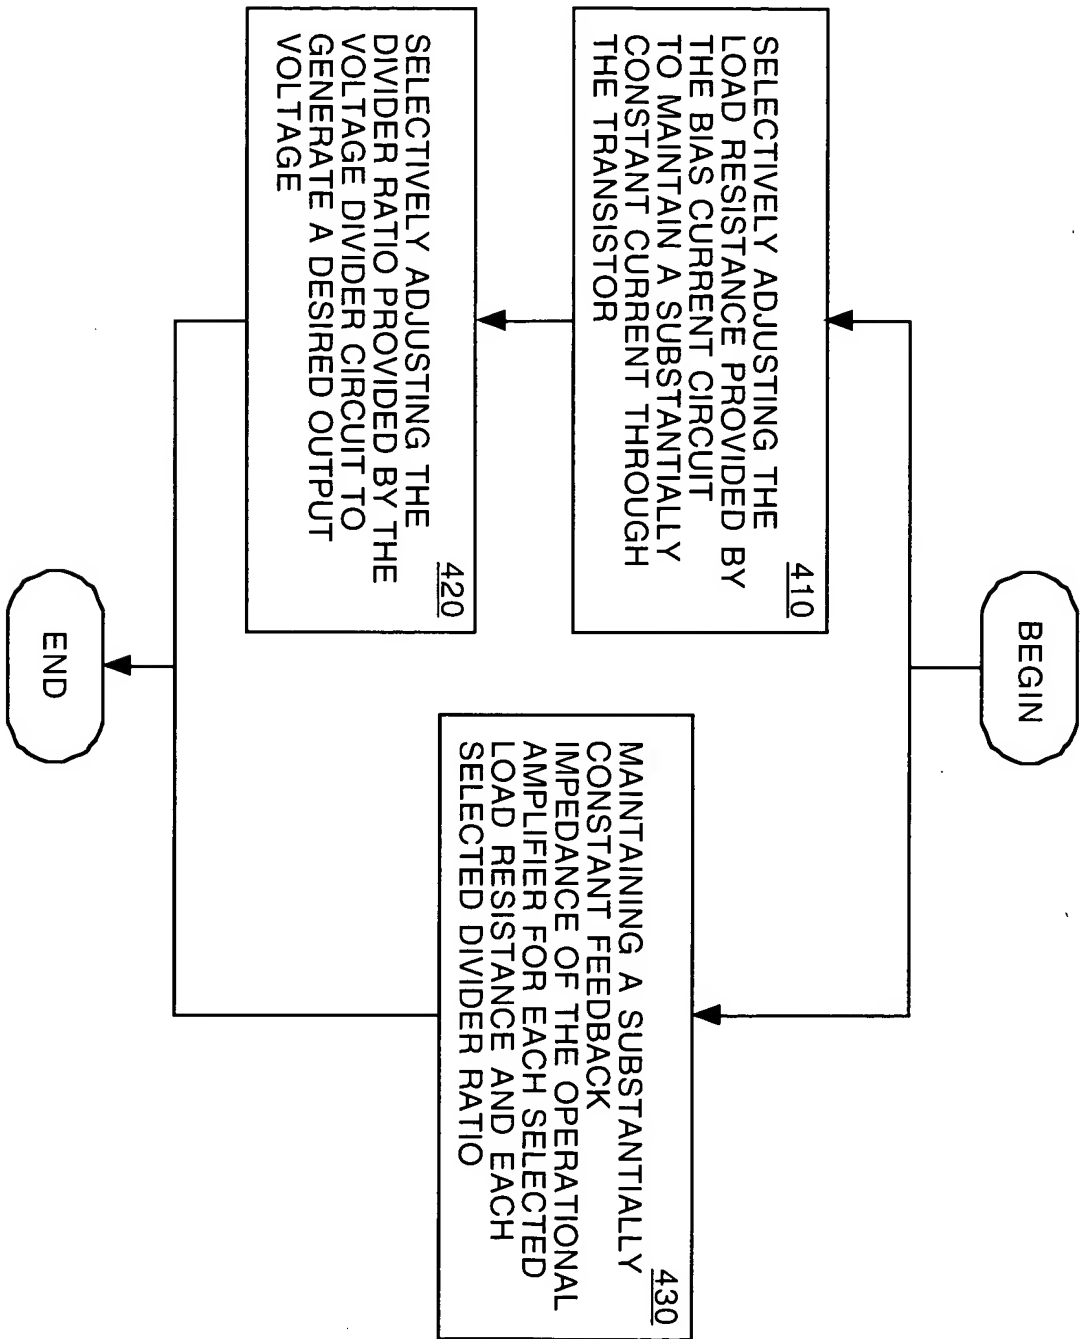 BEGIN
410
SELECTIVELY ADJUSTING THE
LOAD RESISTANCE PROVIDED BY
THE BIAS CURRENT CIRCUIT
TO MAINTAIN A SUBSTANTIALLY
CONSTANT CURRENT THROUGH
THE TRANSISTOR
420
SELECTIVELY ADJUSTING THE
DIVIDER RATIO PROVIDED BY THE
VOLTAGE DIVIDER CIRCUIT TO
GENERATE A DESIRED OUTPUT
VOLTAGE
430
MAINTAINING A SUBSTANTIALLY
CONSTANT FEEDBACK
IMPEDANCE OF THE OPERATIONAL
AMPLIFIER FOR EACH SELECTED
LOAD RESISTANCE AND EACH
SELECTED DIVIDER RATIO
END